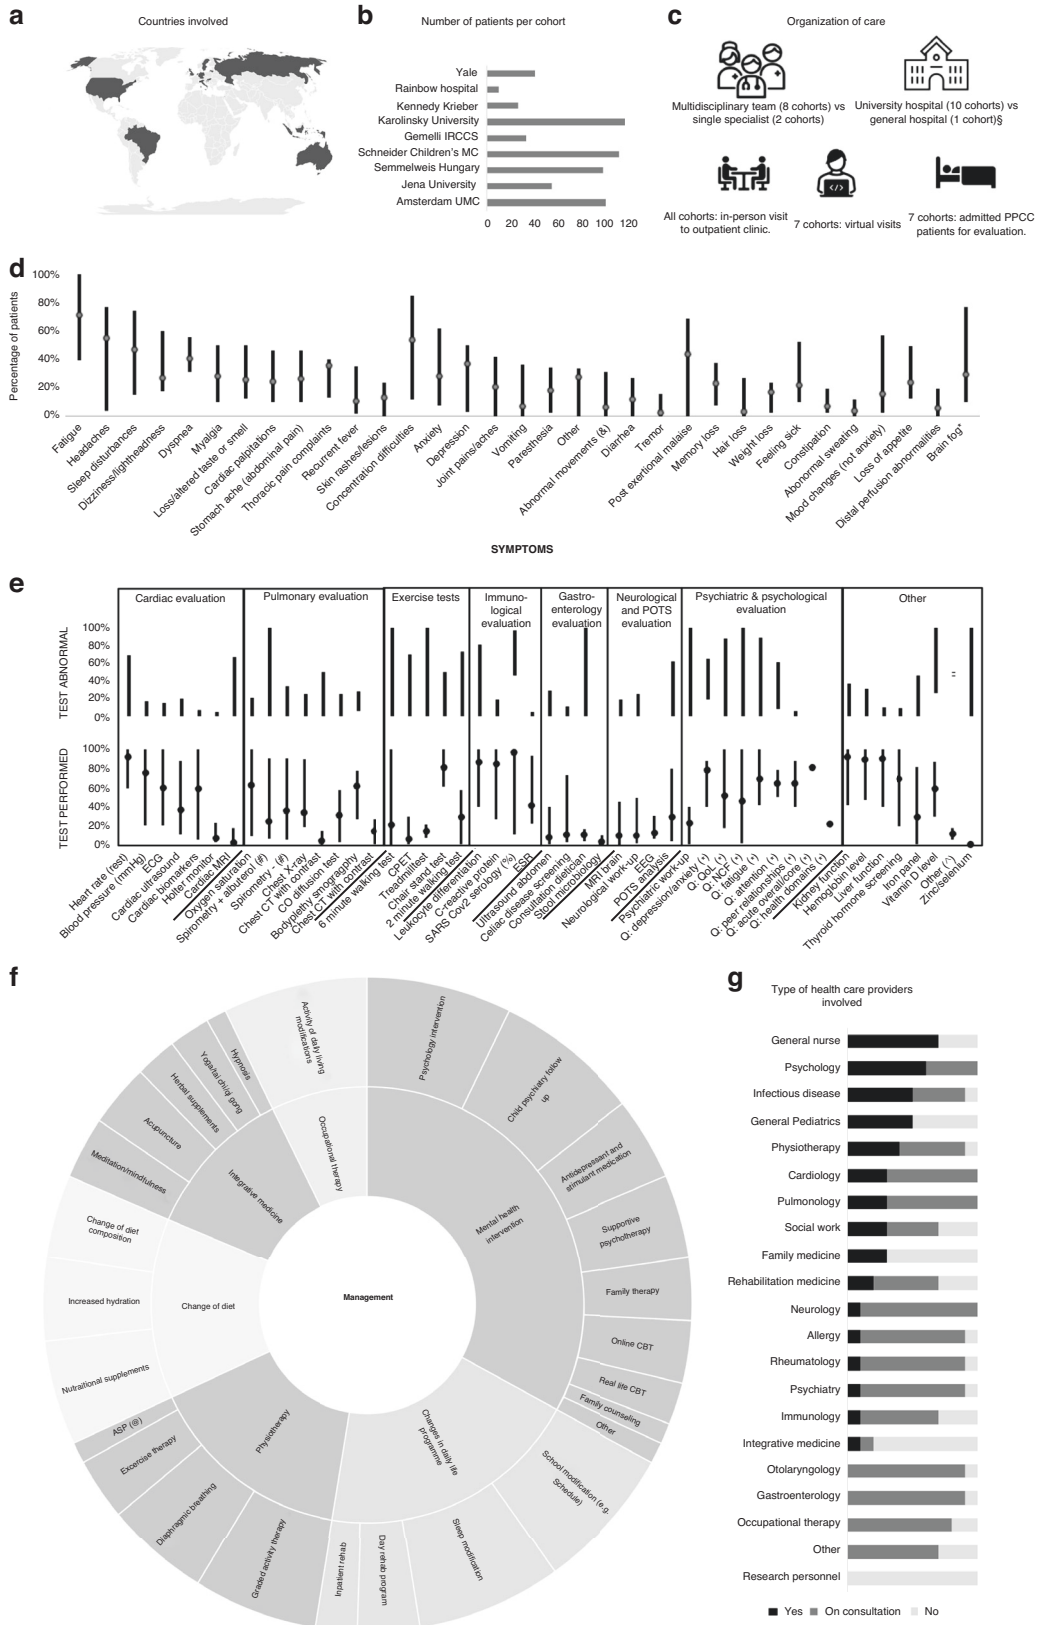 a
Countries involved
b
Number of patients per cohort
Yale
Rainbow hospital
Kennedy Krieber
Karolinsky University
Gemelli IRCCS
Schneider Children's MC
Semmelweis Hungary
Jena University
Amsterdam UMC
0 20 40 60 80 100 120
c
Organization of care
Multidisciplinary team (8 cohorts) vs
single specialist (2 cohorts)
University hospital (10 cohorts) vs
general hospital (1 cohort)§
All cohorts: in-person visit
to outpatient clinic.
7 cohorts: virtual visits
7 cohorts: admitted PPCC
patients for evaluation.
d
Percentage of patients
100%
80%
60%
40%
20%
0%
Fatigue
Headaches
Sleep disturbances
Dizziness/lightheadness
Dyspnea
Myalgia
Loss/altered taste or smell
Cardiac palpitations
Stomach ache (abdominal pain)
Thoracic pain complaints
Recurrent fever
Skin rashes/lesions
Concentration difficulties
Anxiety
Depression
Joint pains/aches
Vomiting
Paresthesia
Other
Abnormal movements (&)
Diarrhea
Tremor
Post exertional malaise
Memory loss
Hair loss
Weight loss
Feeling sick
Constipation
Abonormal sweating
Mood changes (not anxiety)
Loss of appetite
Distal perfusion abnormalities
Brain fog*
SYMPTOMS
e
Cardiac evaluation
Pulmonary evaluation
Exercise tests
Immuno-
logical
evaluation
Gastro-
enterology
evaluation
Neurological
and POTS
evaluation
Psychiatric & psychological
evaluation
Other
TEST ABNORMAL
100%
80%
60%
40%
20%
0%
TEST PERFORMED
100%
80%
60%
40%
20%
0%
Heart rate (rest)
Blood pressure (mmHg)
ECG
Cardiac ultrasound
Cardiac biomarkers
Holter monitor
Cardiac MRI
Oxygen saturation
Spirometry + albuterol (#)
Spirometry - (#)
Chest X-ray
Chest CT with contrast
CO diffusion test
Bodyplethy smography
Chest CT with contrast
6 minute walking test
CPET
Treadmilltest
Chair stend test
2 minute walking test
Leukocyte differentiation
C-reactive protein
SARS Cov2 serology (%)
ESR
Ultrasound abdomen
Celiac disease screening
Consultation dietician
Stool microbiology
MRI brain
Neurological work-up
EEG
POTS analysis
Psychiatric work-up
Q: depression/anxiety (+)
Q: QoL (+)
Q: NCF (+)
Q: fatigue (+)
Q: attention (+)
Q: peer relationships (+)
Q: acute overall/core (+)
Q: health domains (+)
Kidney function
Hemoglobin level
Liver function
Thyroid hormone screening
Iron panel
Vitamin D level
Other (^)
Zinc/selenium
f
Management
Mental health
intervention
Psychology intervention
Child psychiatry follow
up
Antidepressant and
stimulant medication
Supportive
psychotherapy
Family therapy
Online CBT
Real life CBT
Family counseling
Other
Changes in daily life
programme
School modification (e.g.
Schedule)
Sleep modification
Day rehab program
Inpatient rehab
Physiotherapy
Graded activity therapy
Diaphragmic breathing
Excercise therapy
ASP (@)
Change of diet
Nutraitional supplements
Increased hydration
Change of diet
composition
Integrative medicine
Meditation/mindfulness
Acupuncture
Herbal supplements
Yoga/tai chi/qi gong
Hypnosis
Occupational therapy
Activity of daily living
modifications
g
Type of health care providers
involved
General nurse
Psychology
Infectious disease
General Pediatrics
Physiotherapy
Cardiology
Pulmonology
Social work
Family medicine
Rehabilitation medicine
Neurology
Allergy
Rheumatology
Psychiatry
Immunology
Integrative medicine
Otolaryngology
Gastroenterology
Occupational therapy
Other
Research personnel
Yes On consultation No